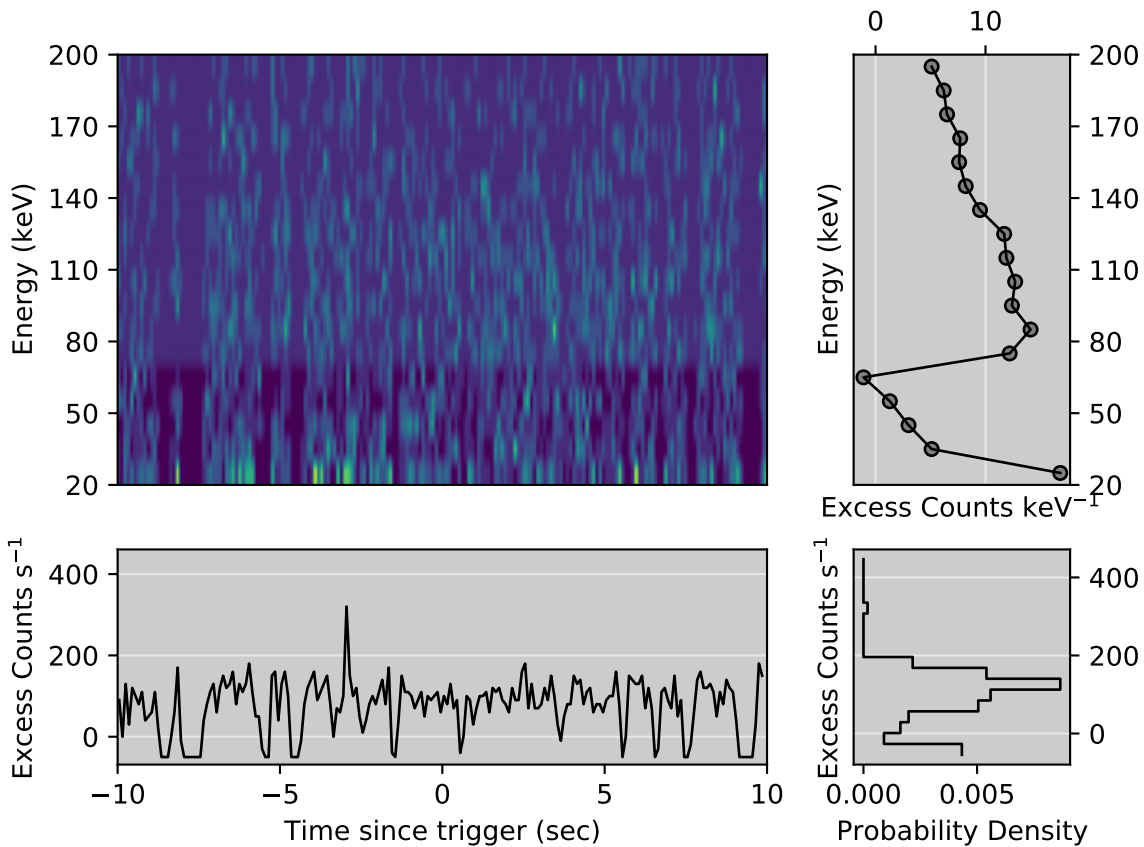 0 10
200 200
170 170
140 140
110 110
80 80
50 50
20 20
Energy (keV)
Energy (keV)
Excess Counts keV⁻¹
400 400
200 200
0 0
Excess Counts s⁻¹
Excess Counts s⁻¹
−10 −5 0 5 10 0.000 0.005
Time since trigger (sec) Probability Density